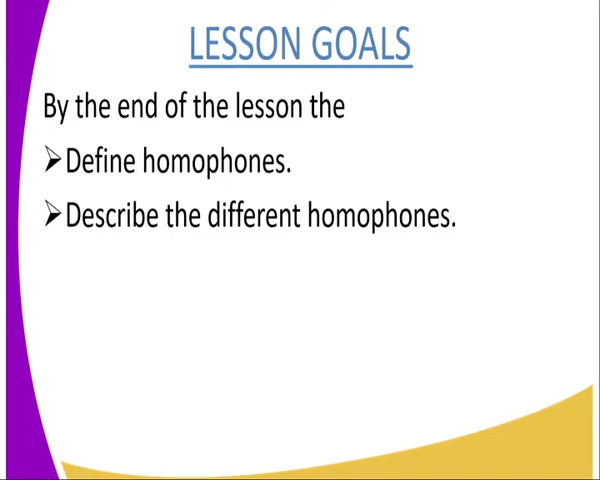 LESSON GOALS
By the end of the lesson the
➢Define homophones.
➢Describe the different homophones.